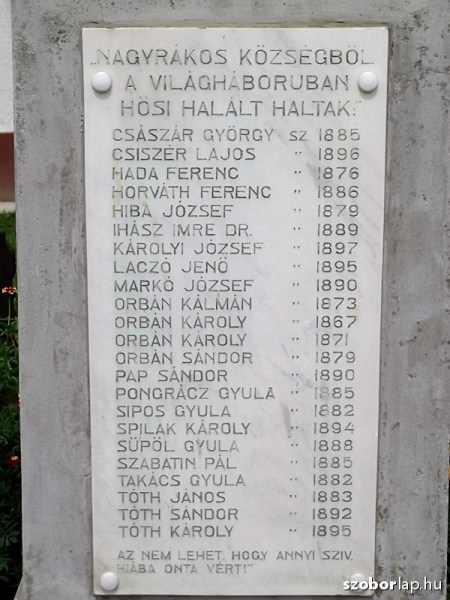 „NAGYRÁKOS KÖZSÉGBŐL
A VILÁGHÁBORUBAN
HŐSI HALÁLT HALTAK:"
CSÁSZÁR GYÖRGY SZ. 1885
CSISZÉR LAJOS " 1896
HADA FERENC " 1876
HORVÁTH FERENC " 1886
HIBA JÓZSEF " 1879
IHÁSZ IMRE DR. " 1889
KÁROLYI JÓZSEF " 1897
LACZÓ JENŐ " 1895
MARKÓ JÓZSEF " 1890
ORBÁN KÁLMÁN " 1873
ORBÁN KÁROLY " 1867
ORBÁN KÁROLY " 1871
ORBÁN SÁNDOR " 1879
PAP SÁNDOR " 1890
PONGRÁCZ GYULA " 1885
SIPOS GYULA " 1882
SPILÁK KÁROLY " 1894
SÜPÖL GYULA " 1888
SZABATIN PÁL " 1885
TAKÁCS GYULA " 1882
TÓTH JÁNOS " 1883
TÓTH SÁNDOR " 1892
TÓTH KÁROLY " 1895
AZ NEM LEHET, HOGY ANNYI SZIV,
HIÁBA ONTA VÉRT!"
szoborlap.hu